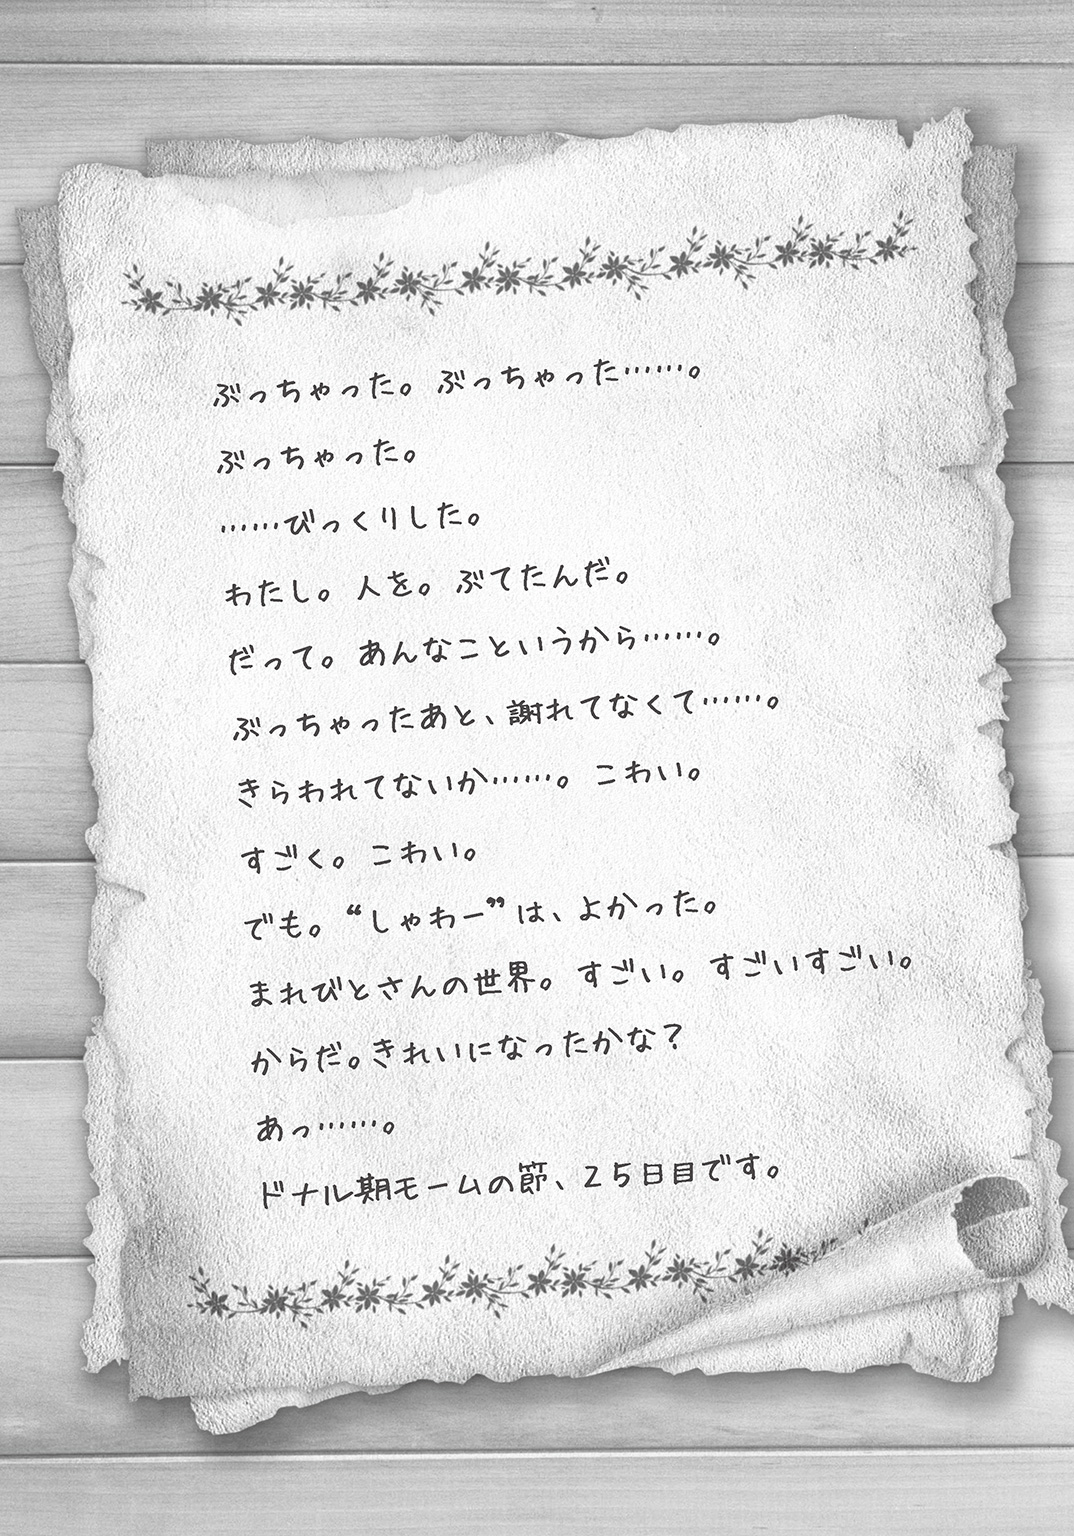 ぶっちゃった。 ぶっちゃった……。
ぶっちゃった。
……びっくりした。
わたし。 人を。 ぶてたんだ。
だって。 あんなこというから……。
ぶっちゃったあと、謝れてなくて……。
きらわれてないか……。 こわい。
すごく。 こわい。
でも。“しゃわー”は、よかった。
まれびとさんの世界。 すごい。 すごいすごい。
からだ。きれいになったかな?
あっ……。
ドナル期モームの節、25日目です。